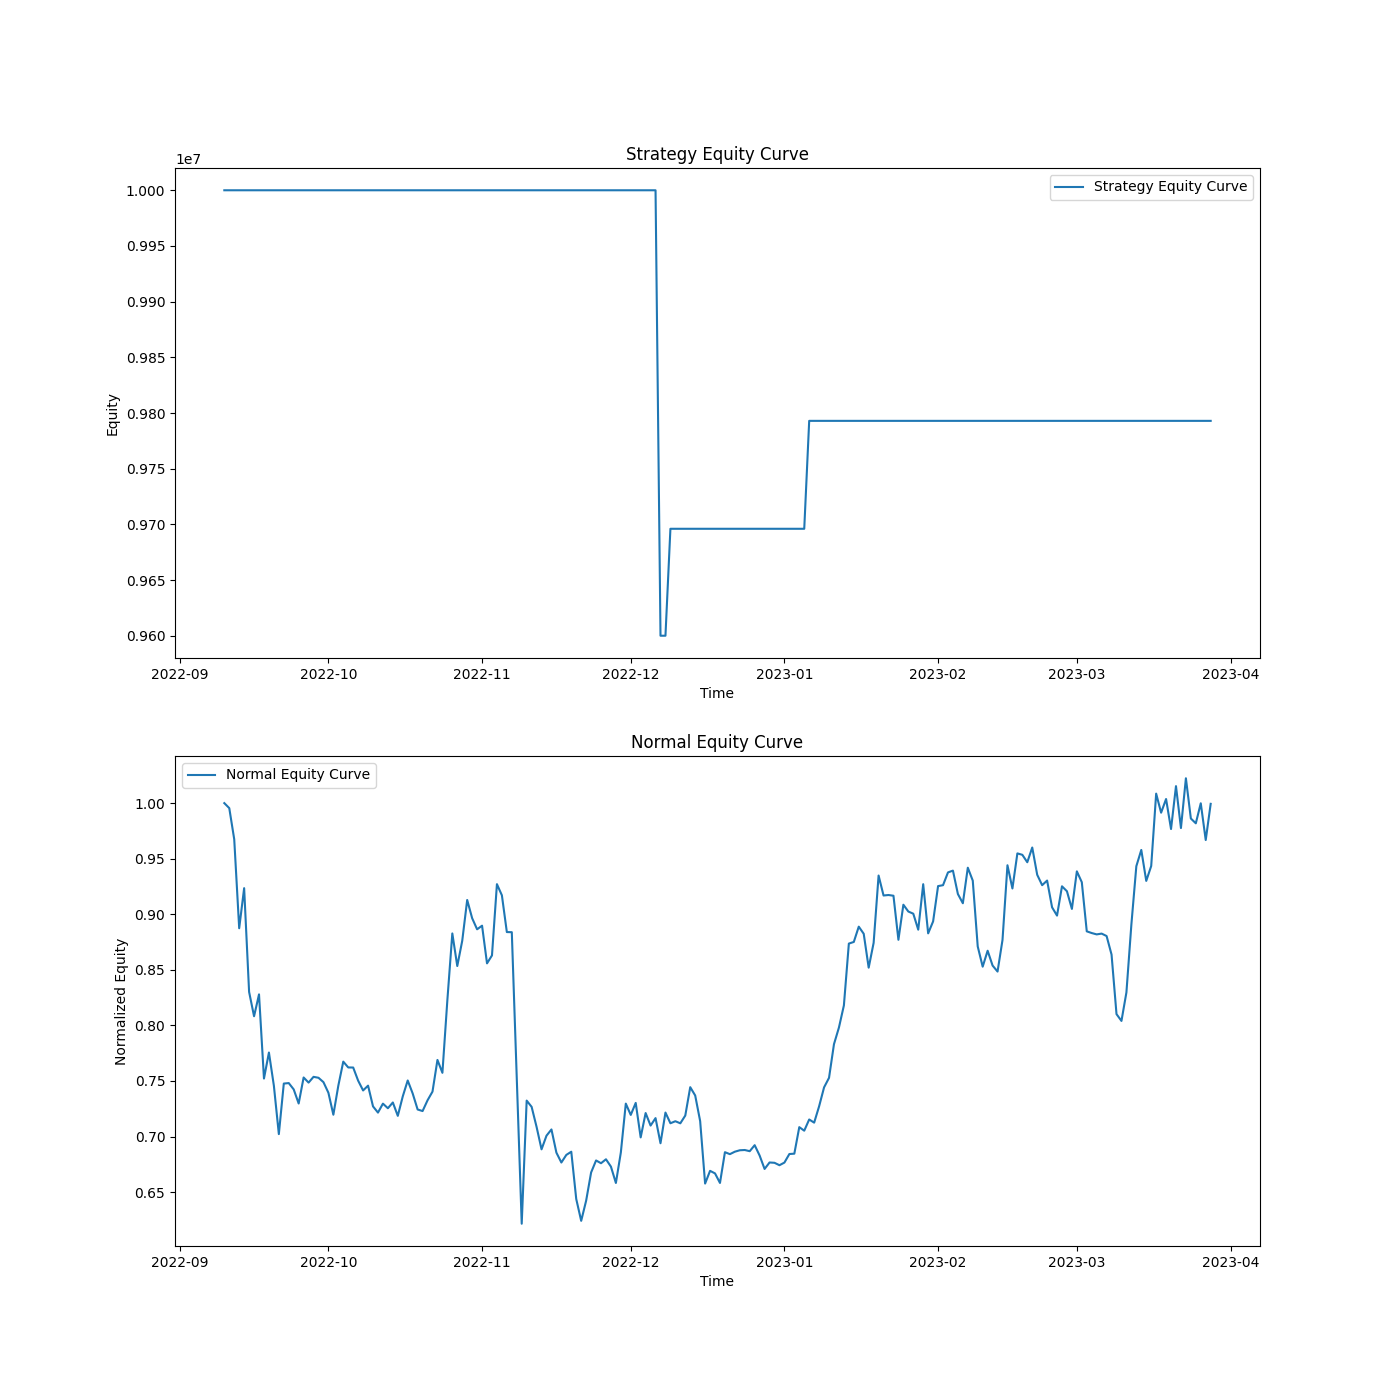 Strategy Equity Curve
1e7
Strategy Equity Curve
1.000
0.995
0.990
0.985
0.980
0.975
0.970
0.965
0.960
Equity
2022-09 2022-10 2022-11 2022-12 2023-01 2023-02 2023-03 2023-04
Time
Normal Equity Curve
Normal Equity Curve
1.00
0.95
0.90
0.85
0.80
0.75
0.70
0.65
Normalized Equity
2022-09 2022-10 2022-11 2022-12 2023-01 2023-02 2023-03 2023-04
Time